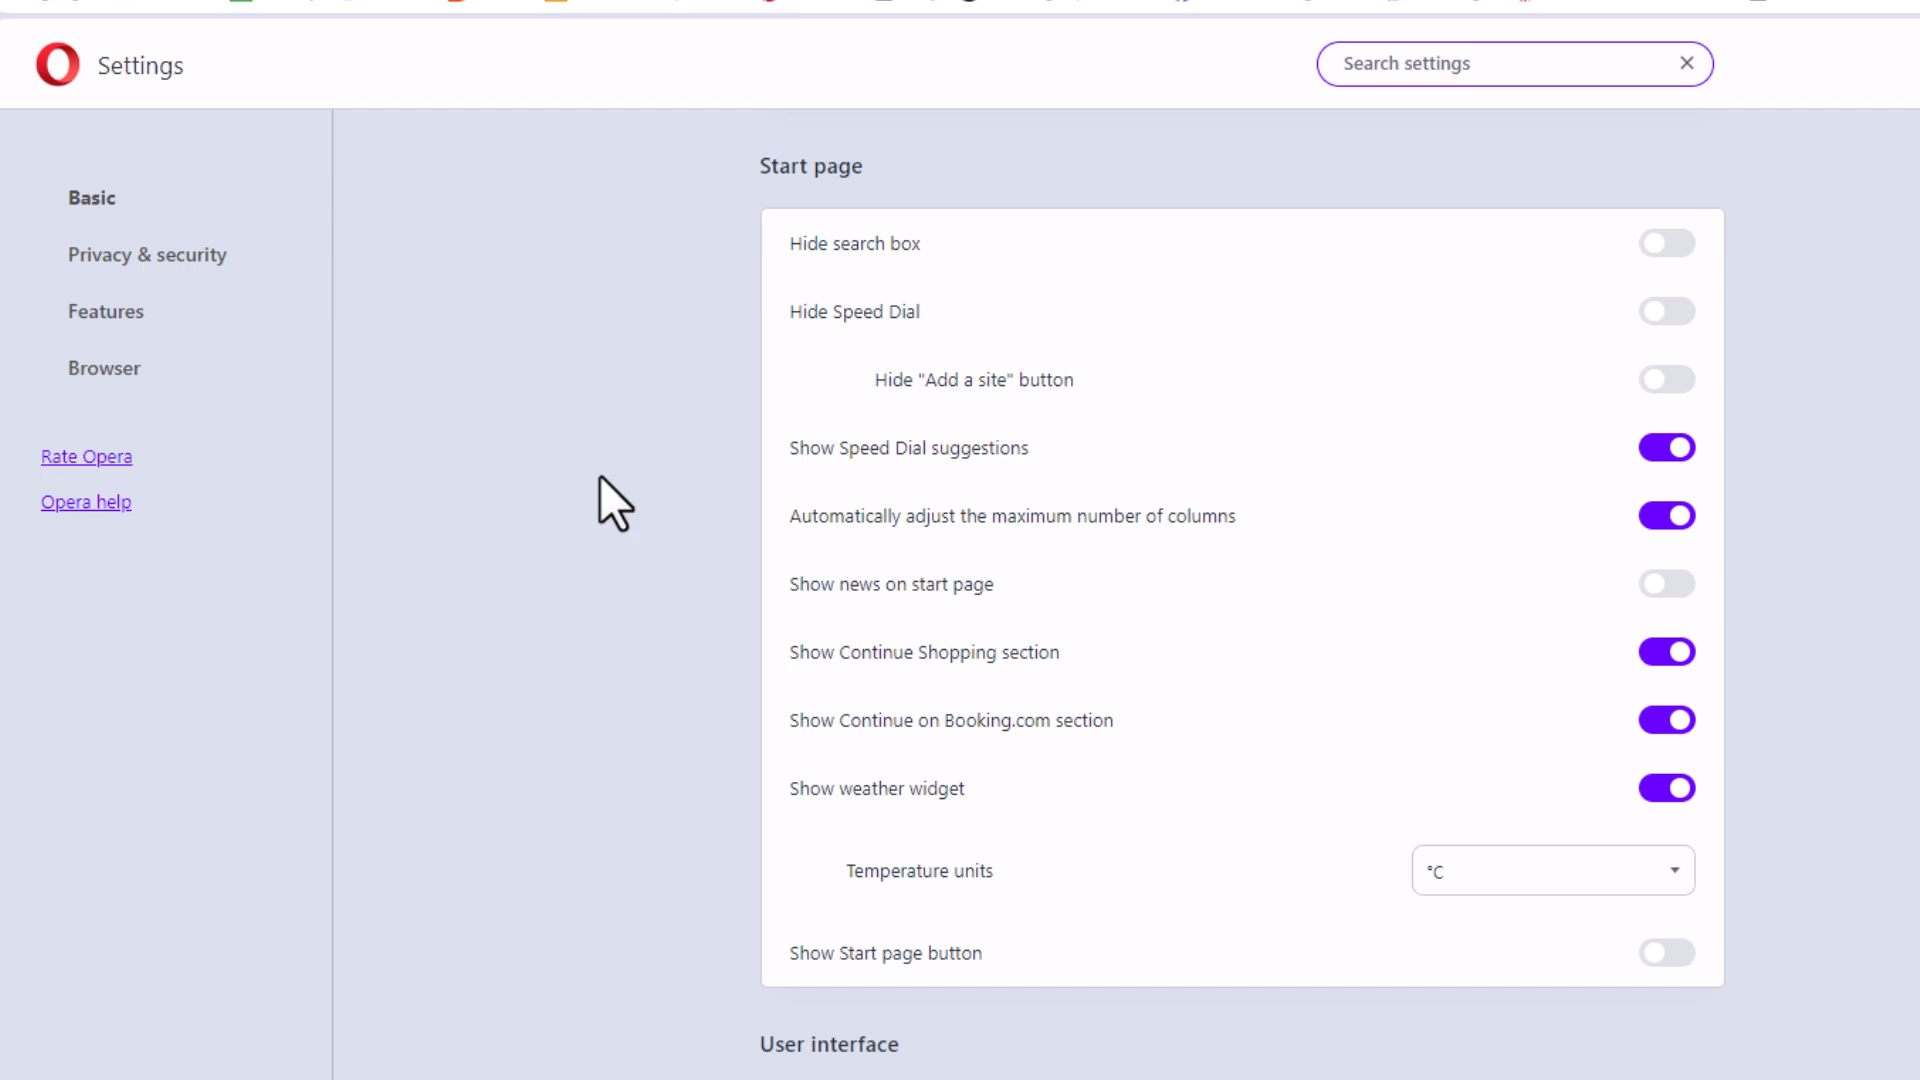 Settings
Search settings
Basic
Privacy & security
Features
Browser
Rate Opera
Opera help
Start page
Hide search box
Hide Speed Dial
Hide "Add a site" button
Show Speed Dial suggestions
Automatically adjust the maximum number of columns
Show news on start page
Show Continue Shopping section
Show Continue on Booking.com section
Show weather widget
Temperature units
°C
Show Start page button
User interface